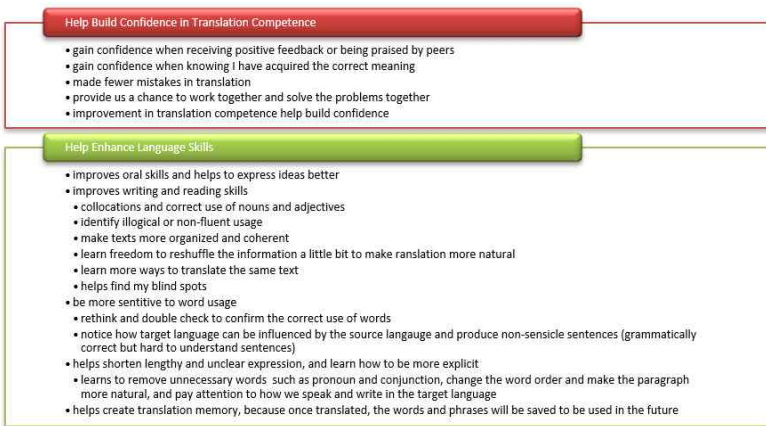 Help Build Confidence in Translation Competence
• gain confidence when receiving positive feedback or being praised by peers
• gain confidence when knowing I have acquired the correct meaning
• made fewer mistakes in translation
• provide us a chance to work together and solve the problems together
• improvement in translation competence help build confidence
Help Enhance Language Skills
• improves oral skills and helps to express ideas better
• improves writing and reading skills
• collocations and correct use of nouns and adjectives
• identify illogical or non-fluent usage
• make texts more organized and coherent
• learn freedom to reshuffle the information a little bit to make ranslation more natural
• learn more ways to translate the same text
• helps find my blind spots
• be more sentitive to word usage
• rethink and double check to confirm the correct use of words
• notice how target language can be influenced by the source langauge and produce non-sensicle sentences (grammatically
correct but hard to understand sentences)
• helps shorten lengthy and unclear expression, and learn how to be more explicit
• learns to remove unnecessary words such as pronoun and conjunction, change the word order and make the paragraph
more natural, and pay attention to how we speak and write in the target language
• helps create translation memory, because once translated, the words and phrases will be saved to be used in the future